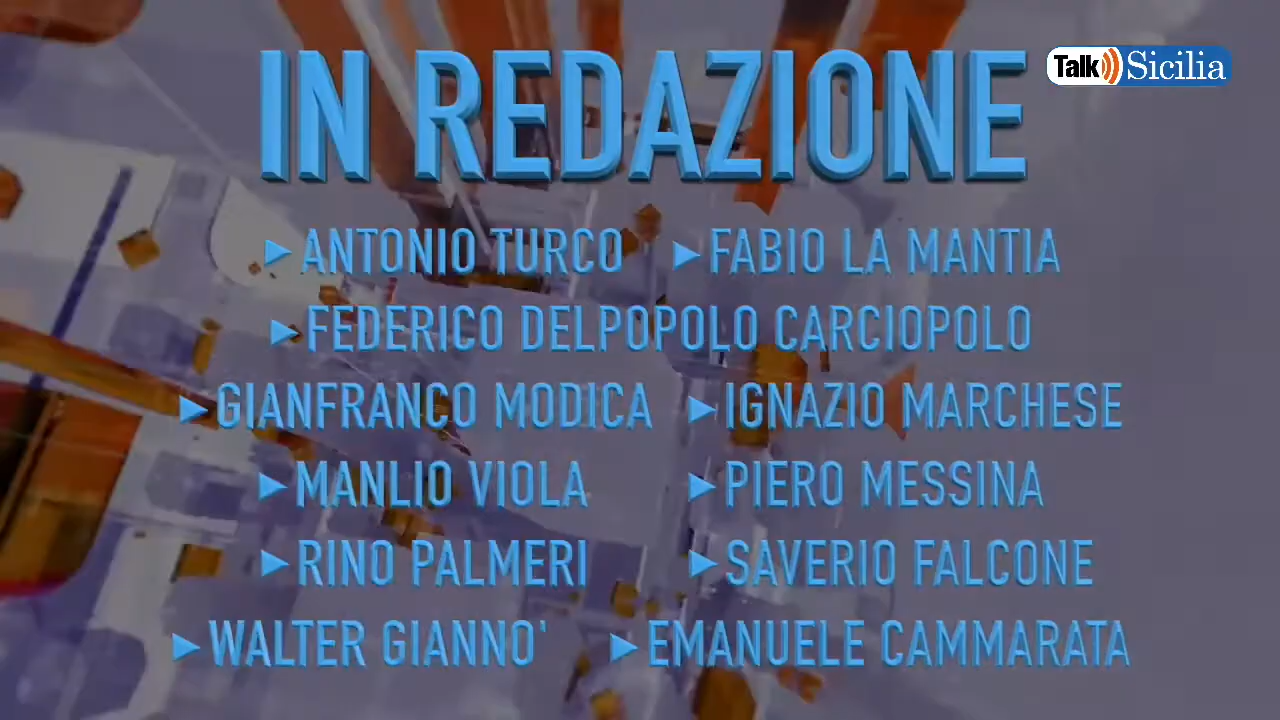 IN REDAZIONE
Talk Sicilia
►ANTONIO TURCO ►FABIO LA MANTIA
►FEDERICO DELPOPOLO CARCIOPOLO
►GIANFRANCO MODICA ►IGNAZIO MARCHESE
►MANLIO VIOLA ►PIERO MESSINA
►RINO PALMERI ►SAVERIO FALCONE
►WALTER GIANNO' ►EMANUELE CAMMARATA